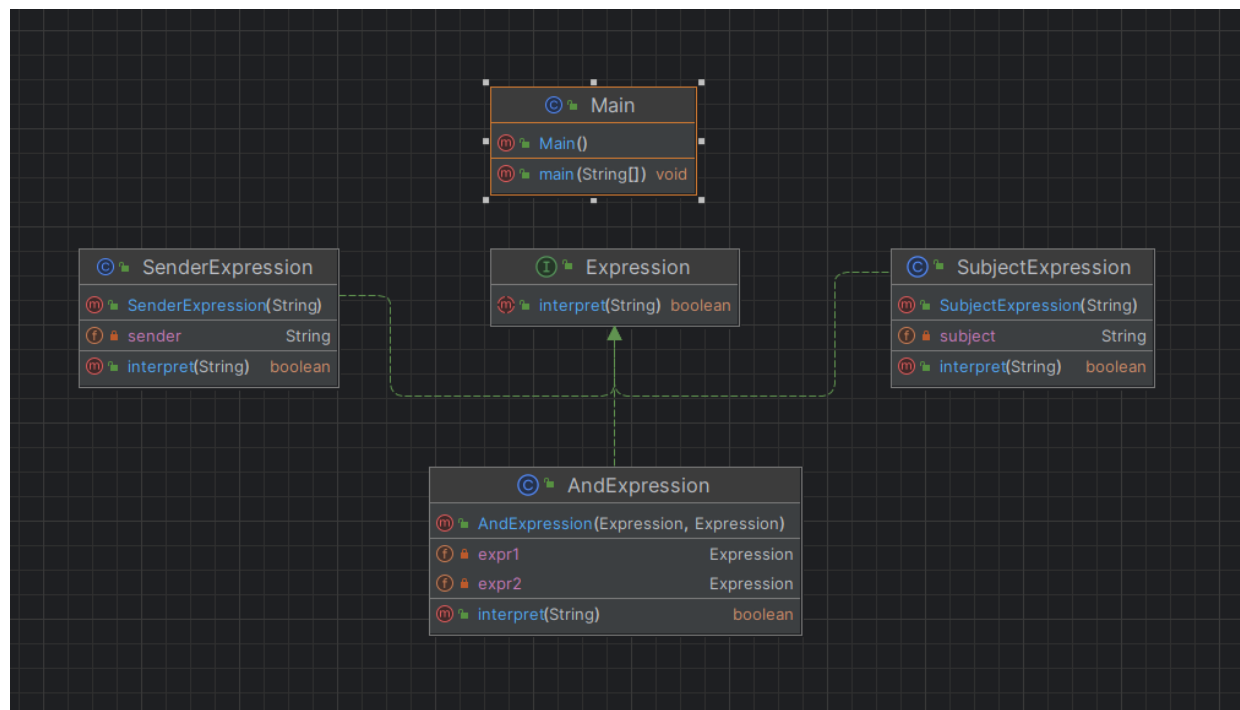 Main
Main()
main(String[]) void
SenderExpression
SenderExpression(String)
sender String
interpret(String) boolean
Expression
interpret(String) boolean
SubjectExpression
SubjectExpression(String)
subject String
interpret(String) boolean
AndExpression
AndExpression(Expression, Expression)
expr1 Expression
expr2 Expression
interpret(String) boolean